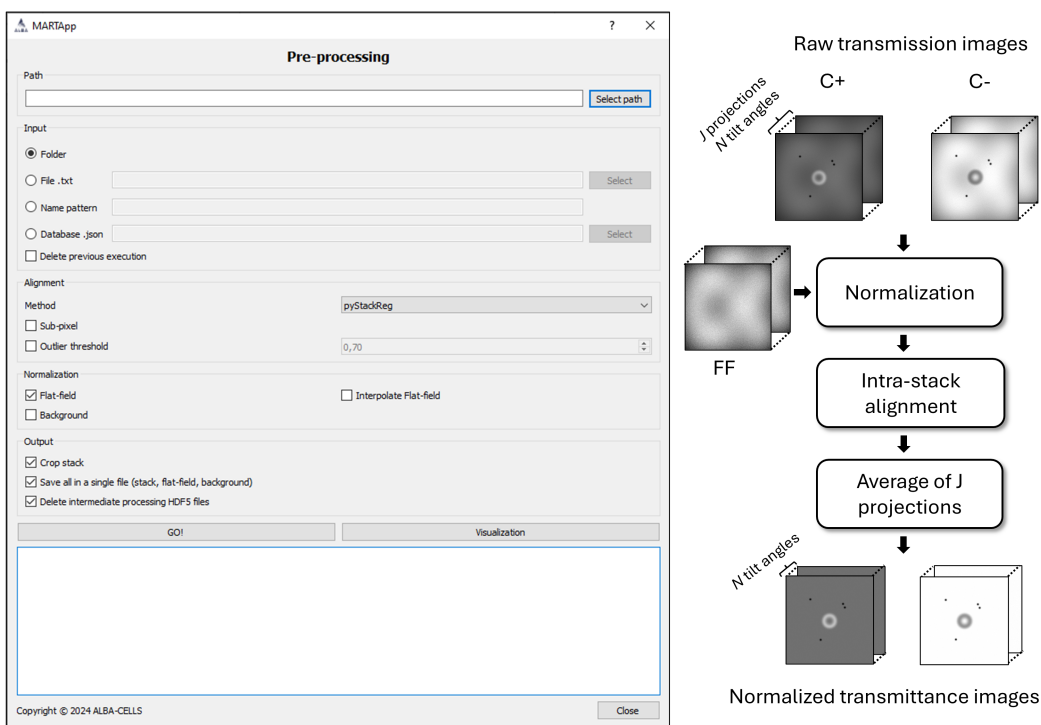 ALBA
MARTApp
?
Pre-processing
Path
Select path
Input
Folder
File .txt
Select
Name pattern
Database .json
Select
Delete previous execution
Alignment
Method
pyStackReg
Sub-pixel
Outlier threshold
0,70
Normalization
Flat-field
Interpolate Flat-field
Background
Output
Crop stack
Save all in a single file (stack, flat-field, background)
Delete intermediate processing HDF5 files
GO!
Visualization
Copyright © 2024 ALBA-CELLS
Close
Raw transmission images
C+
C-
J projections
N tilt angles
FF
Normalization
Intra-stack
alignment
Average of J
projections
N tilt angles
Normalized transmittance images